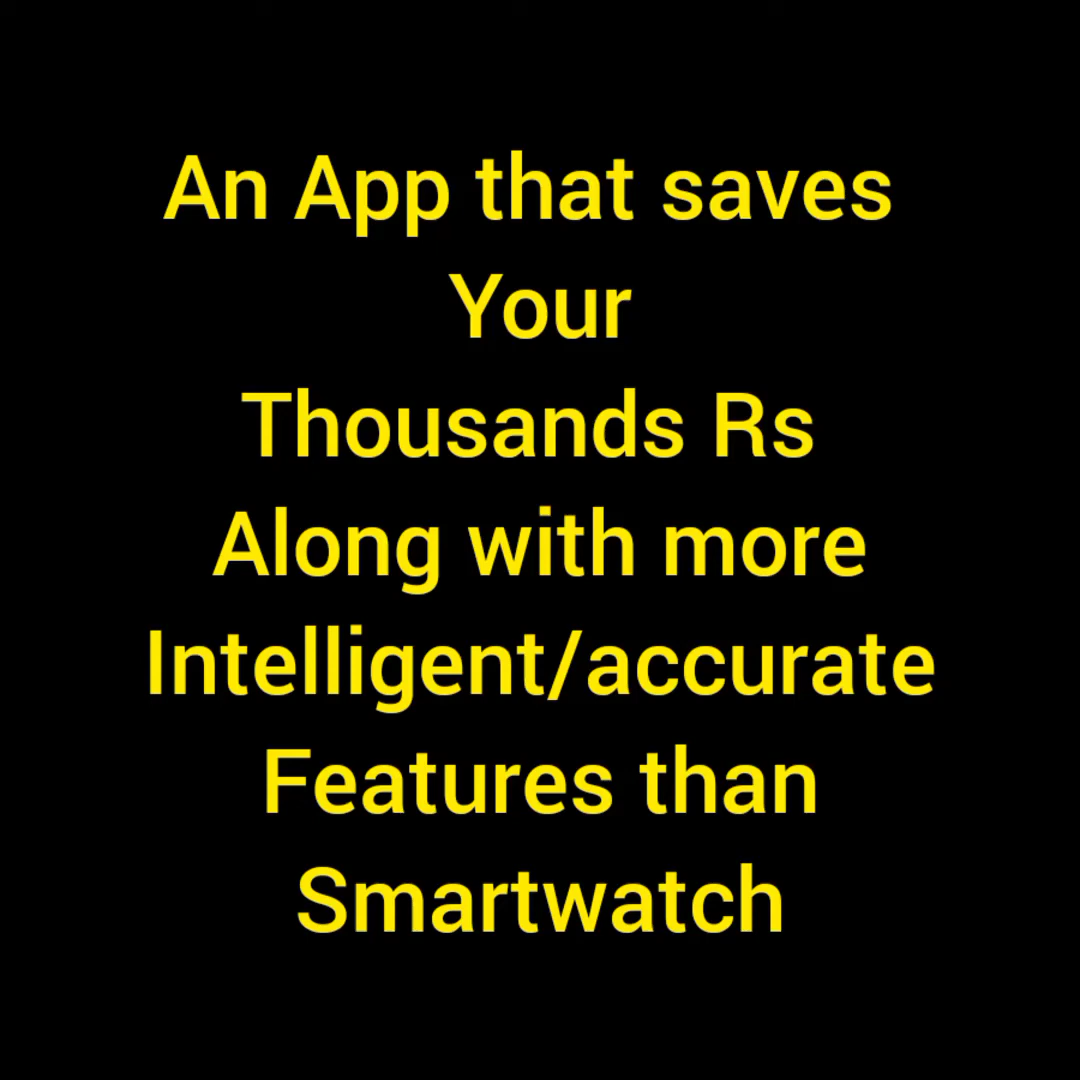 An App that saves
Your
Thousands Rs
Along with more
Intelligent/accurate
Features than
Smartwatch